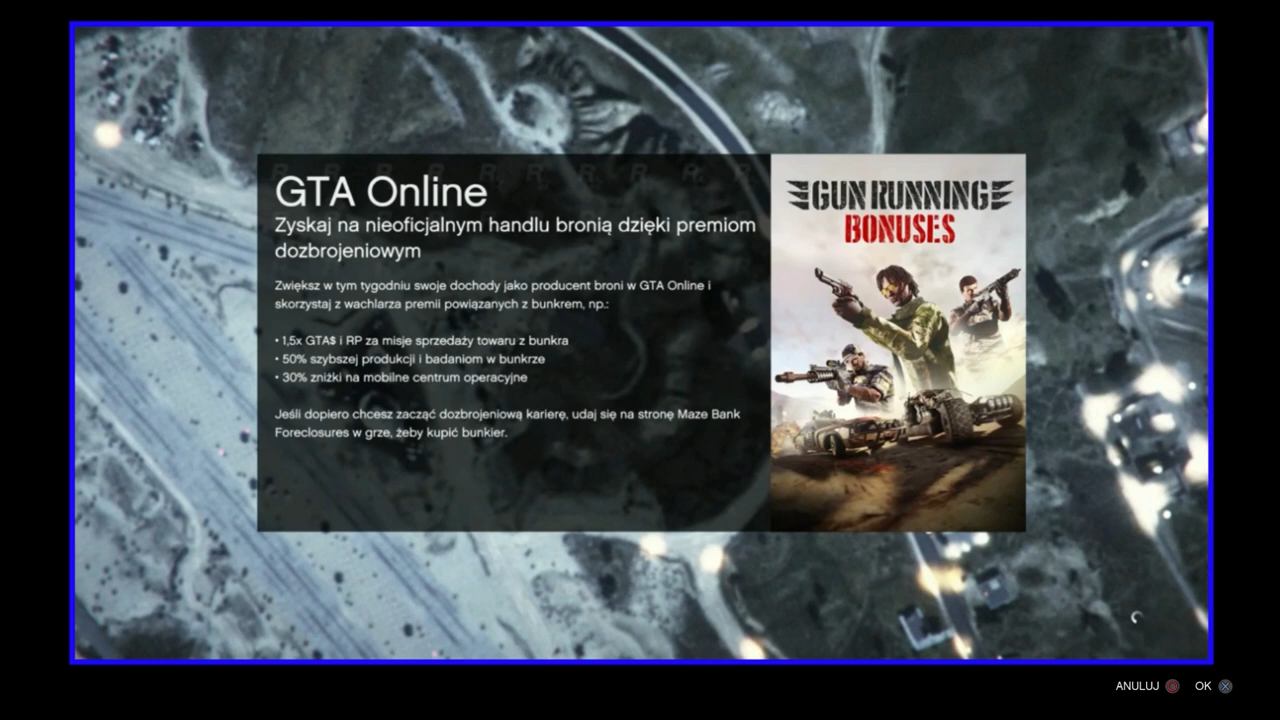 GTA Online
Zyskaj na nieoficjalnym handlu bronią dzięki premiom
dozbrojeniowym
Zwiększ w tym tygodniu swoje dochody jako producent broni w GTA Online i
skorzystaj z wachlarza premii powiązanych z bunkrem, np.:
• 1,5x GTA$ i RP za misje sprzedaży towaru z bunkra
• 50% szybszej produkcji i badaniom w bunkrze
• 30% zniżki na mobilne centrum operacyjne
Jeśli dopiero chcesz zacząć dozbrojeniową karierę, udaj się na stronę Maze Bank
Foreclosures w grze, żeby kupić bunkier.
GUN RUNNING
BONUSES
ANULUJ OK